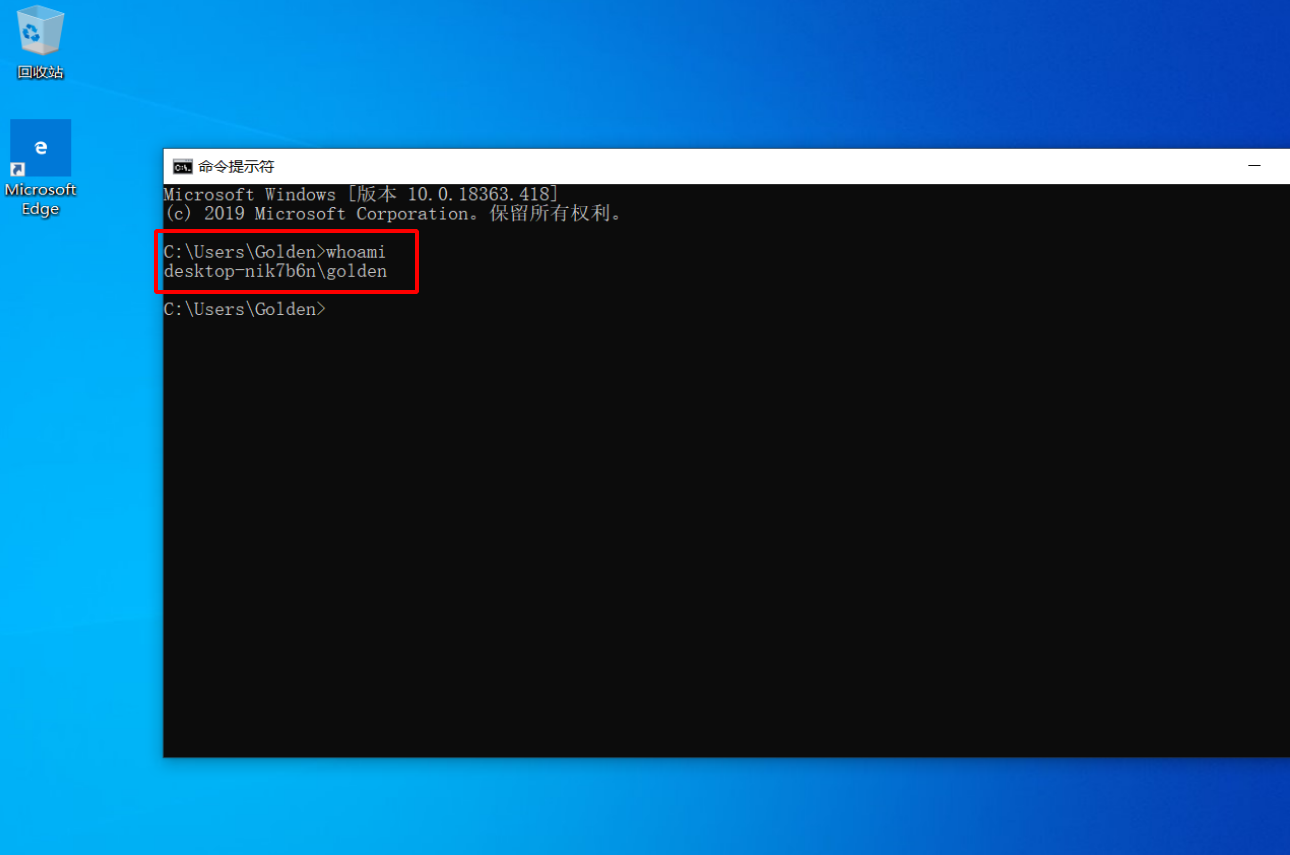 回收站
Microsoft
Edge
命令提示符
Microsoft Windows [版本 10.0.18363.418]
(c) 2019 Microsoft Corporation。保留所有权利。
C:\Users\Golden>whoami
desktop-nik7b6n\golden
C:\Users\Golden>